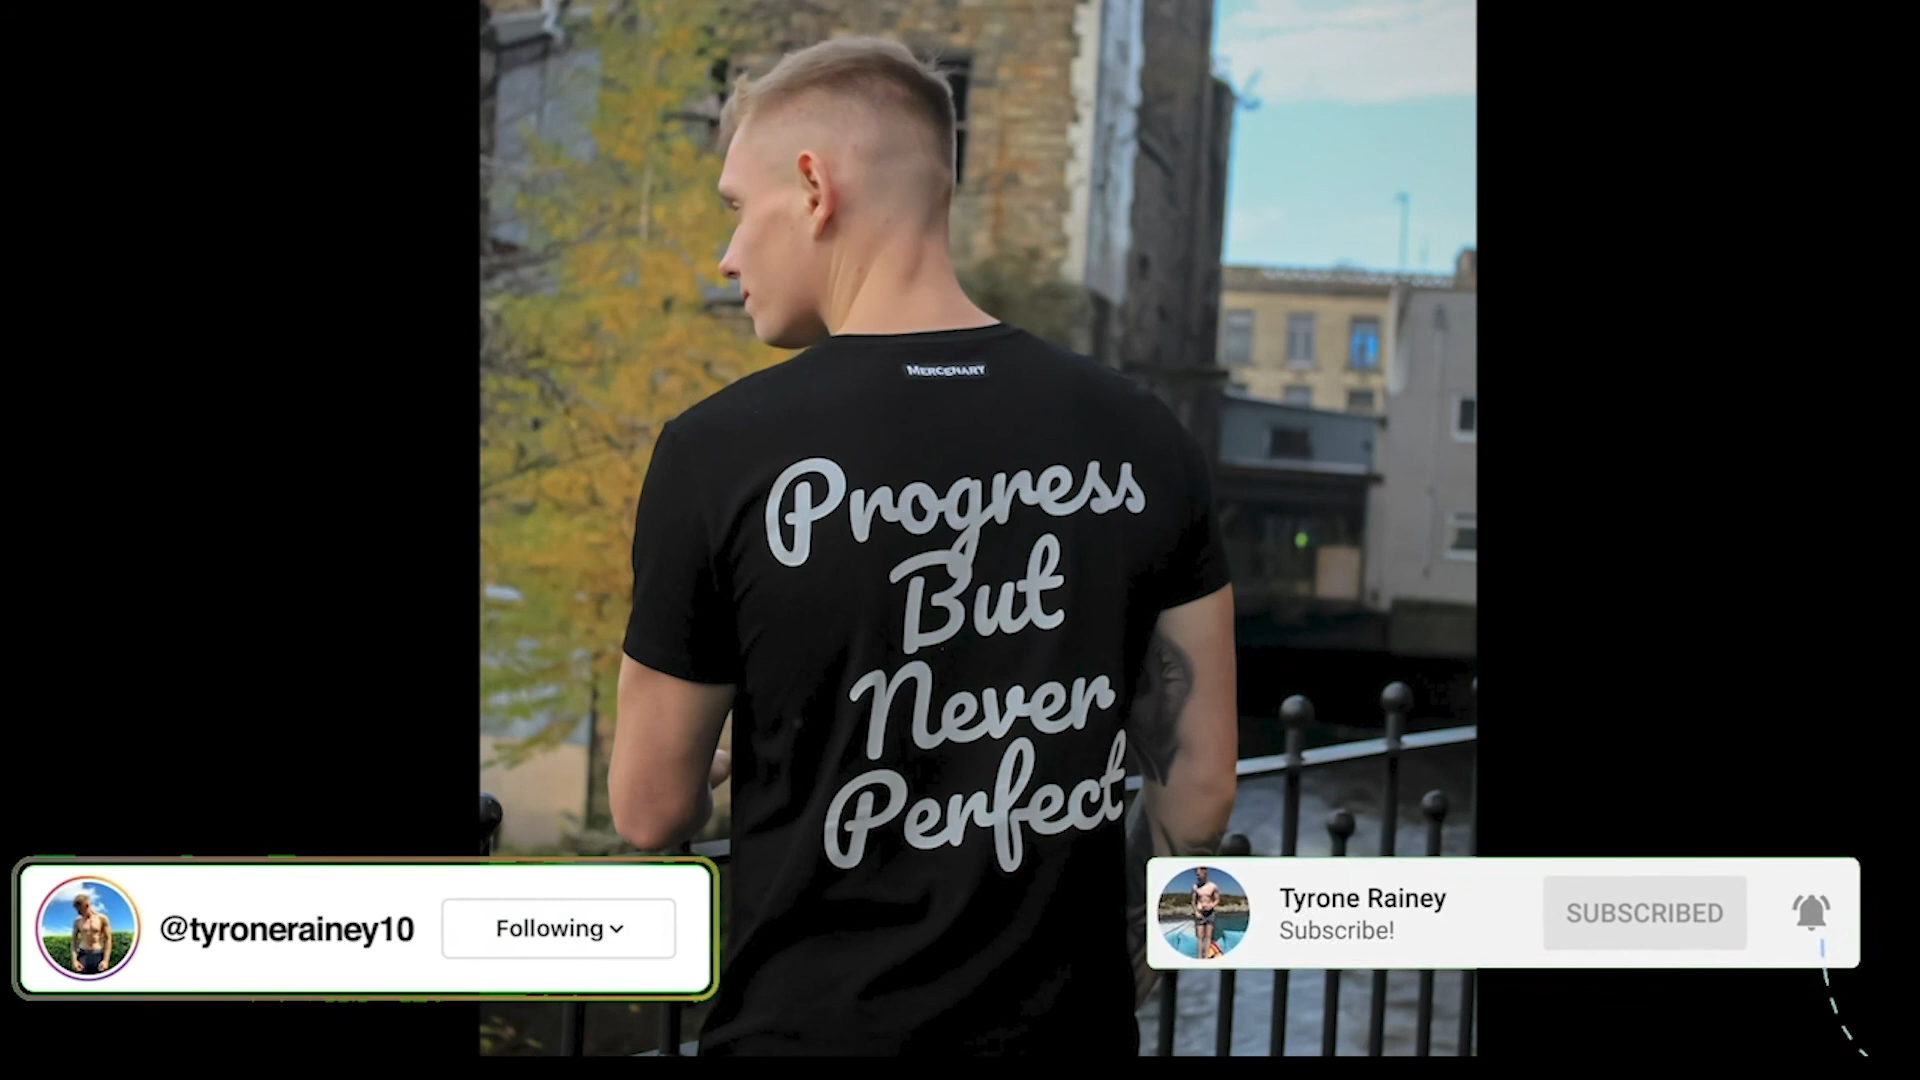 MERCENARY
Progress
But
Never
Perfect
@tyronerainey10
Following
Tyrone Rainey
Subscribe!
SUBSCRIBED